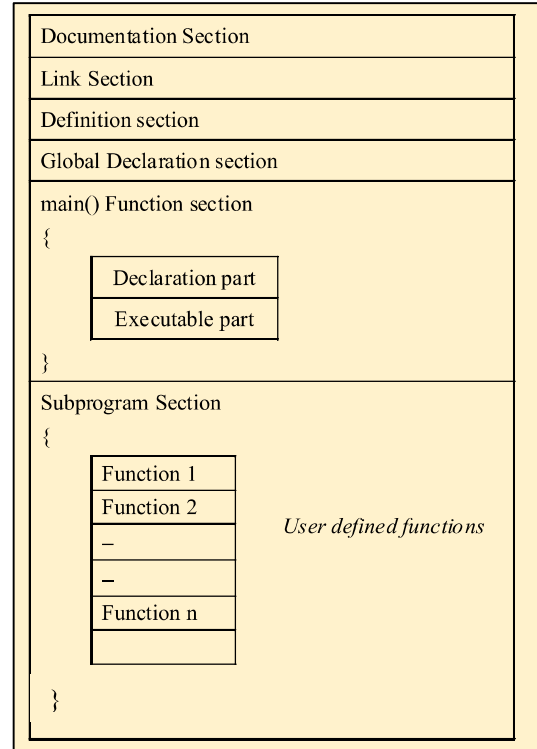 Documentation Section
Link Section
Definition section
Global Declaration section
main() Function section
{
Declaration part
Executable part
}
Subprogram Section
{
Function 1
Function 2
User defined functions
–
–
Function n
}